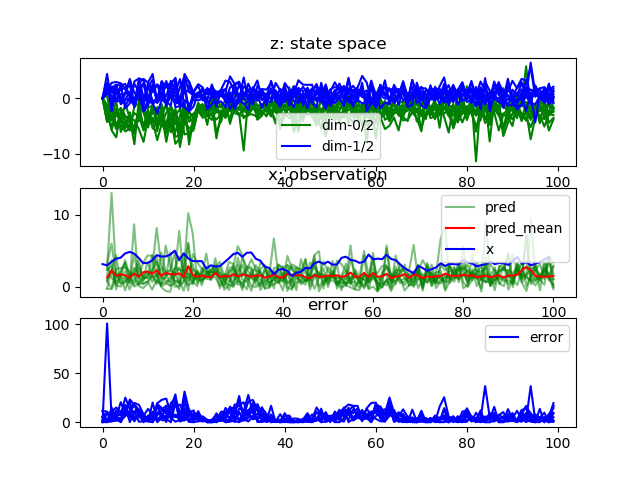 z: state space
0
−10
dim-0/2
dim-1/2
0 20 40 60 80 100
x: observation
10
0
pred
pred_mean
x
0 20 40 60 80 100
error
100
50
0
error
0 20 40 60 80 100